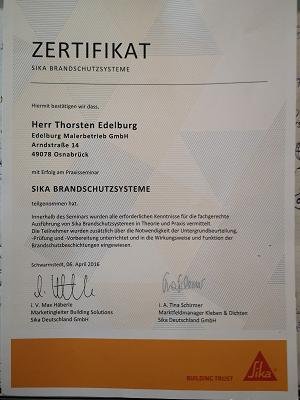 ZERTIFIKAT
SIKA BRANDSCHUTZSYSTEME
Hiermit bestätigen wir dass,
Herr Thorsten Edelburg
Edelburg Malerbetrieb GmbH
Arndstraße 14
49078 Osnabrück
mit Erfolg am Praxisseminar
SIKA BRANDSCHUTZSYSTEME
teilgenommen hat.
Innerhalb des Seminars wurden alle erforderlichen Kenntnisse für die fachgerechte
Ausführung von Sika Brandschutzsystemen in Theorie und Praxis vermittelt.
Die Teilnehmer wurden zusätzlich über die Notwendigkeit der Untergrundbeurteilung,
-Prüfung und -Vorbereitung unterrichtet und in die Wirkungsweise und Funktion der
Brandschutzbeschichtungen eingewiesen.
Schwarmstedt, 06. April 2016
i. V. Max Häberle
Marketingleiter Building Solutions
Sika Deutschland GmbH
i. A. Tina Schirmer
Marktfeldmanager Kleben & Dichten
Sika Deutschland GmbH
BUILDING TRUST
Sika